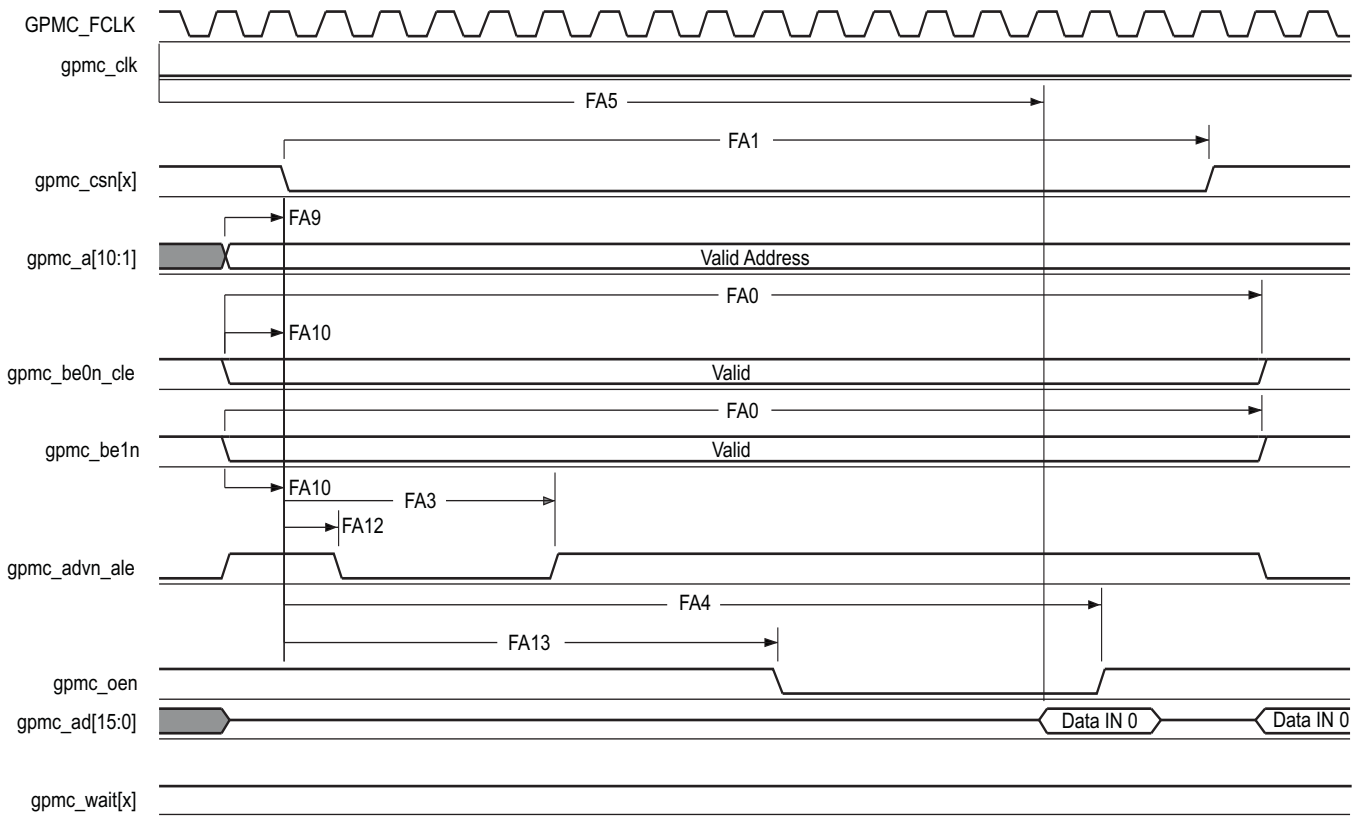 GPMC_FCLK
gpmc_clk
FA5
FA1
gpmc_csn[x]
FA9
gpmc_a[10:1] Valid Address
FA0
FA10
gpmc_be0n_cle Valid
FA0
gpmc_be1n Valid
FA10
FA3
FA12
gpmc_advn_ale
FA4
FA13
gpmc_oen
gpmc_ad[15:0] Data IN 0 Data IN 0
gpmc_wait[x]